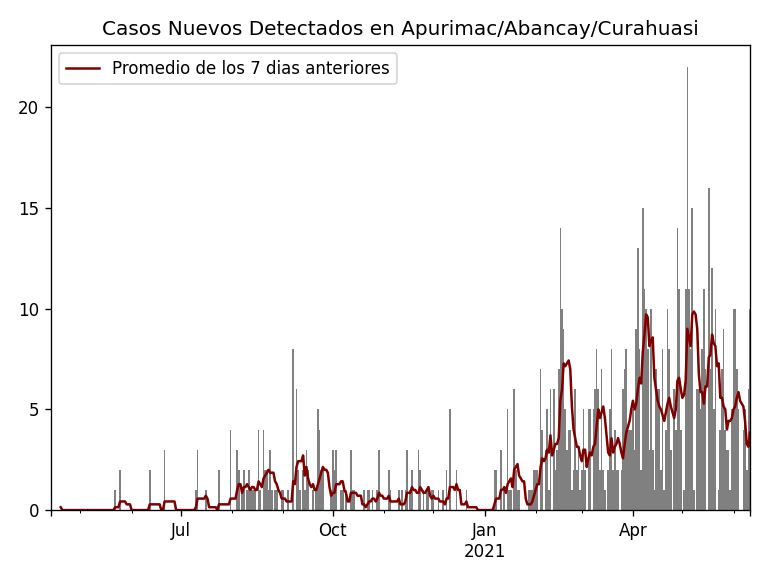 Casos Nuevos Detectados en Apurimac/Abancay/Curahuasi
Promedio de los 7 dias anteriores
20
15
10
5
0
Jul Oct Jan Apr
2021